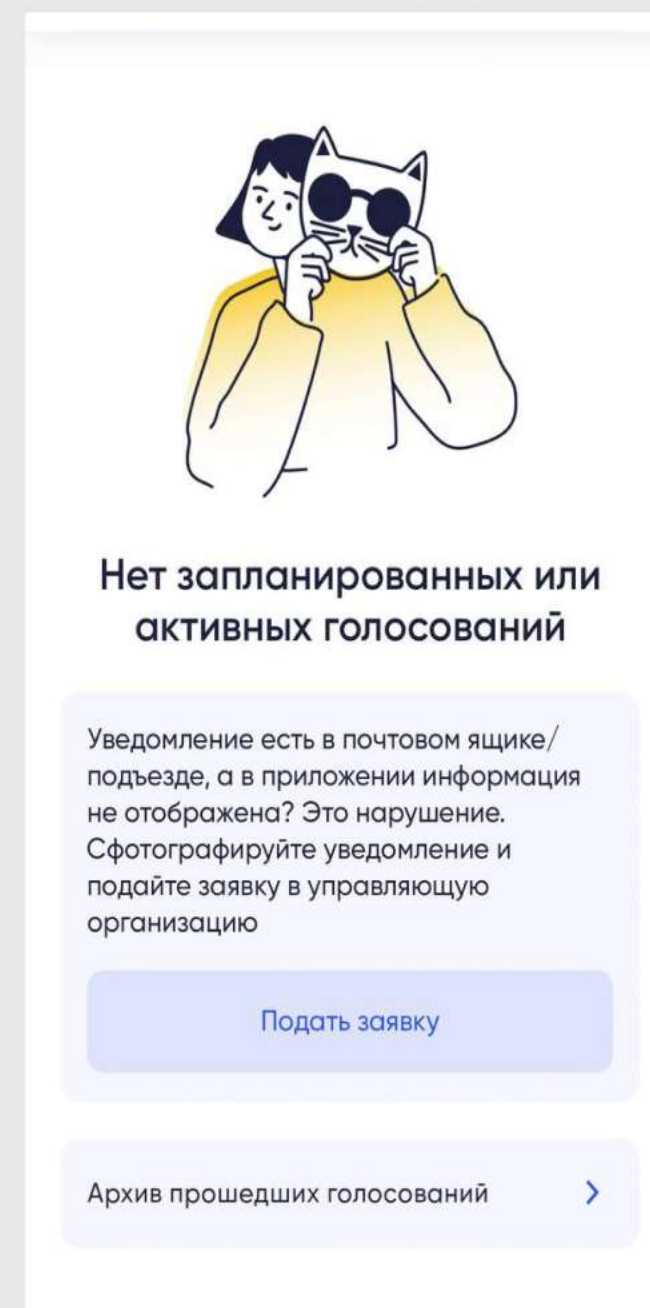 Нет запланированных или
активных голосований
Уведомление есть в почтовом ящике/
подъезде, а в приложении информация
не отображена? Это нарушение.
Сфотографируйте уведомление и
подайте заявку в управляющую
организацию
Подать заявку
Архив прошедших голосований